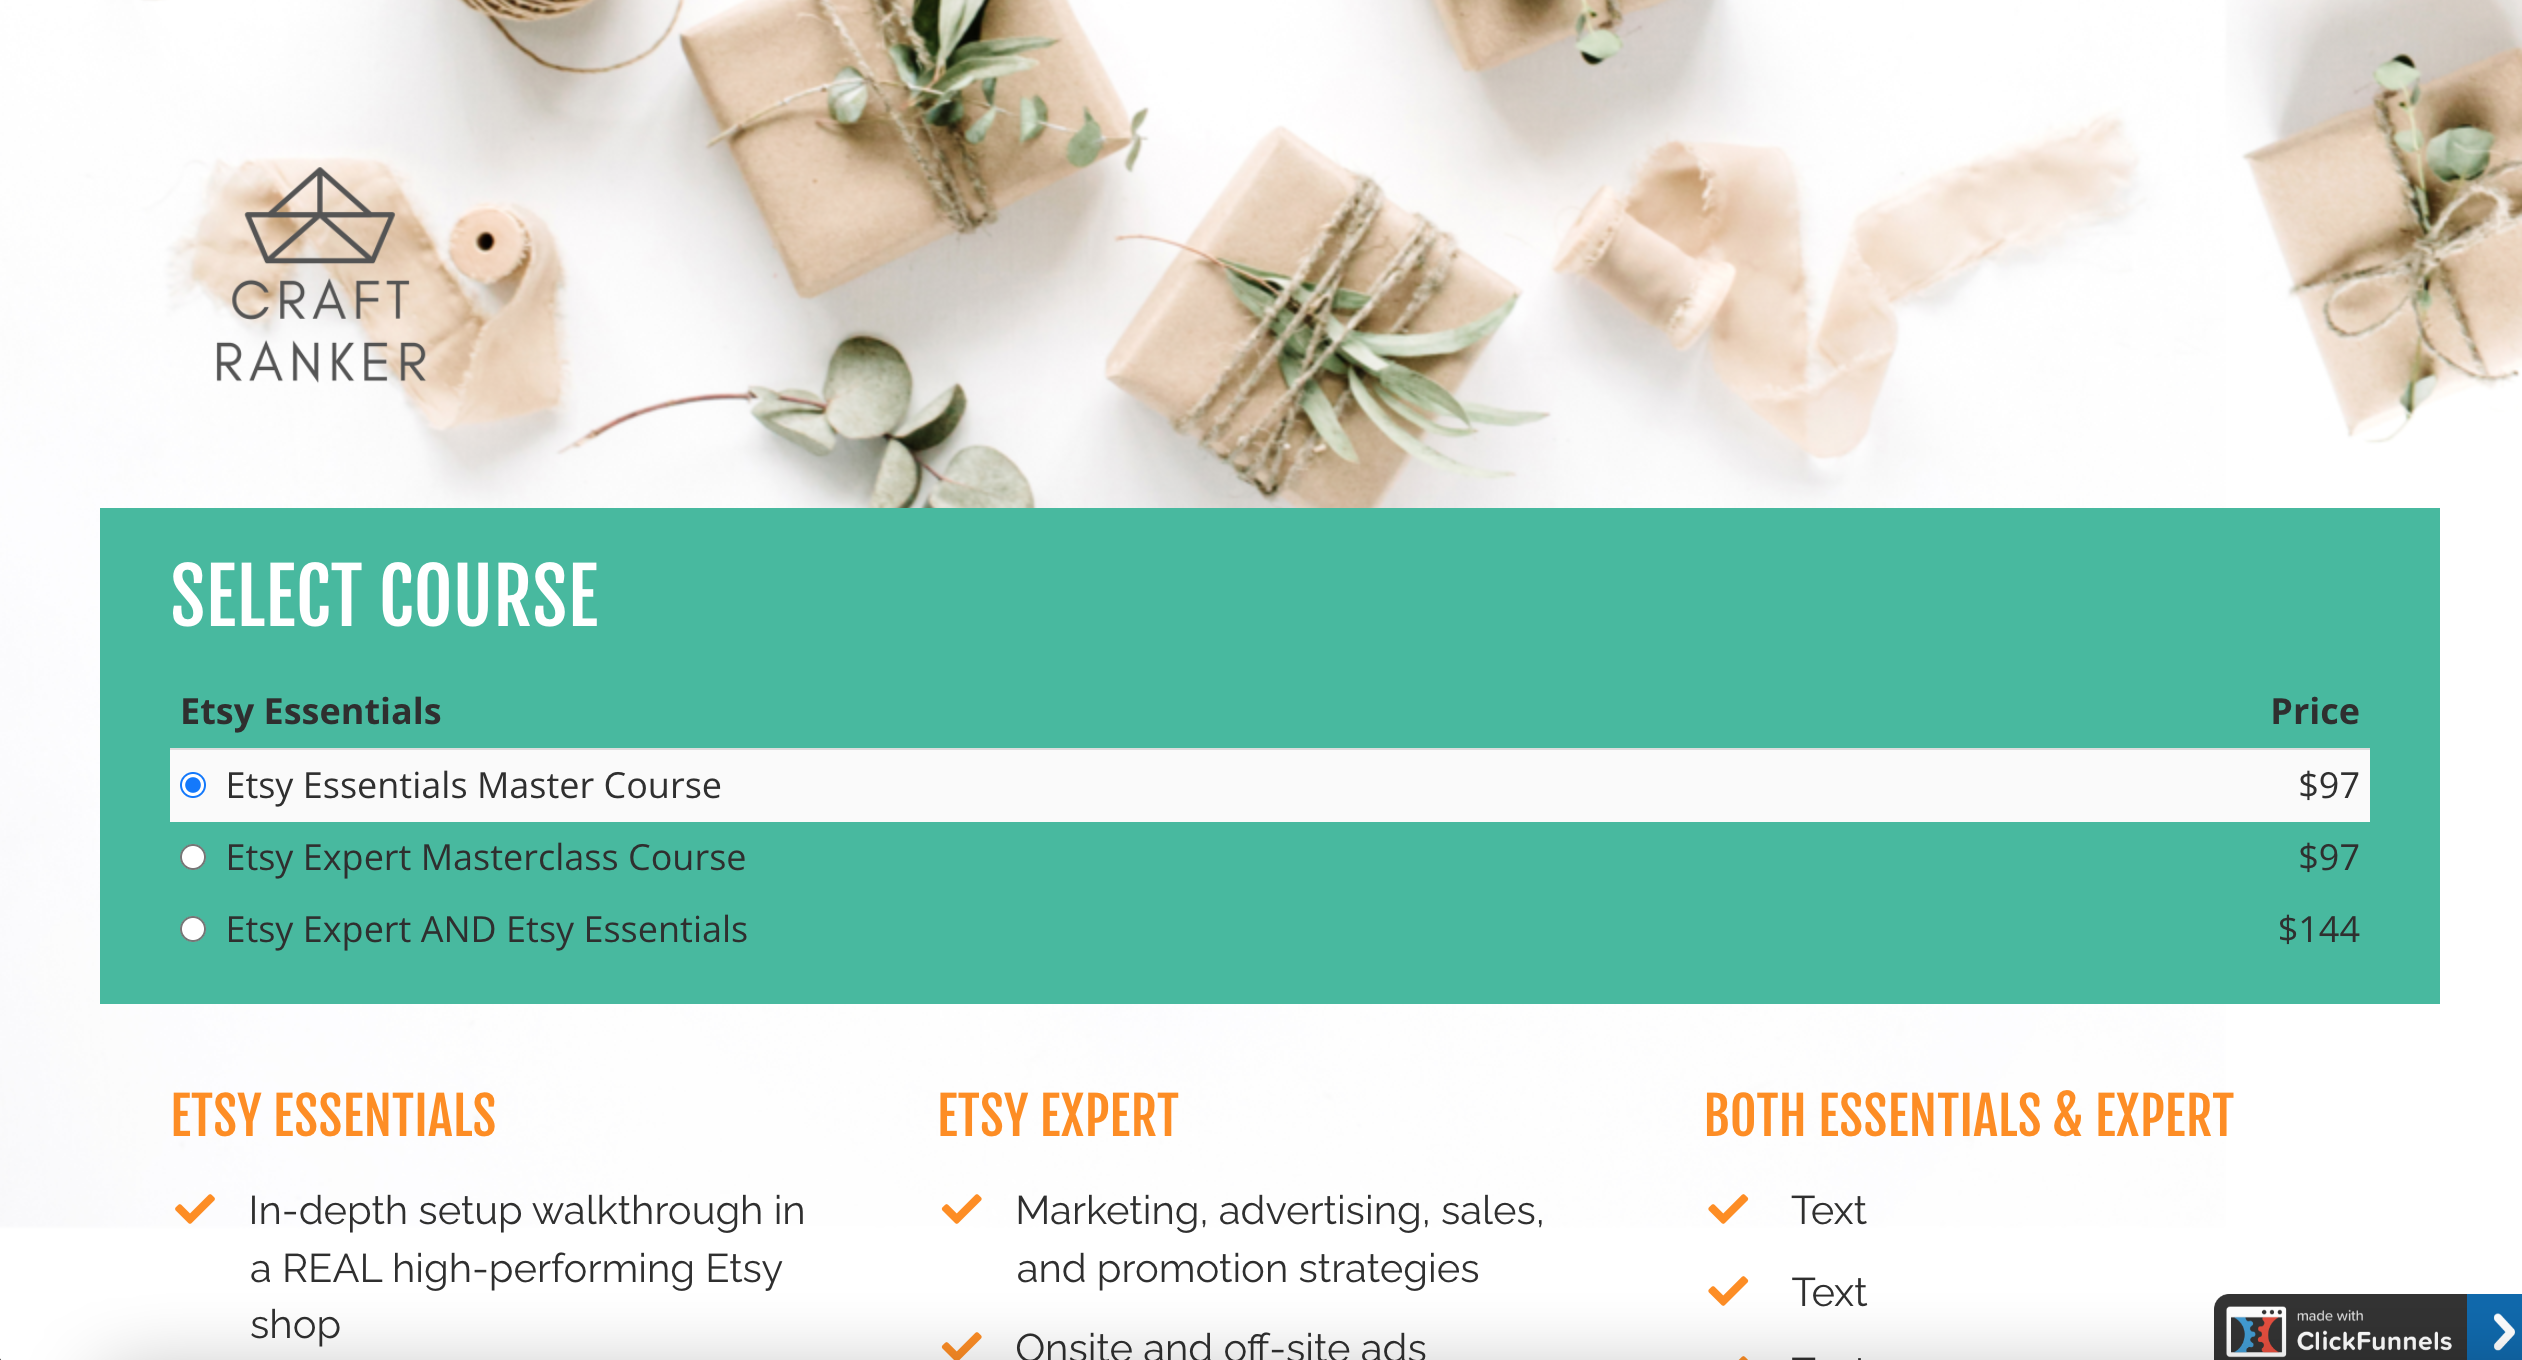 CRAFT
RANKER
SELECT COURSE
Etsy Essentials Price
Etsy Essentials Master Course $97
Etsy Expert Masterclass Course $97
Etsy Expert AND Etsy Essentials $144
ETSY ESSENTIALS
In-depth setup walkthrough in
a REAL high-performing Etsy
shop
ETSY EXPERT
Marketing, advertising, sales,
and promotion strategies
Onsite and off-site ads
BOTH ESSENTIALS & EXPERT
Text
Text
made with
ClickFunnels